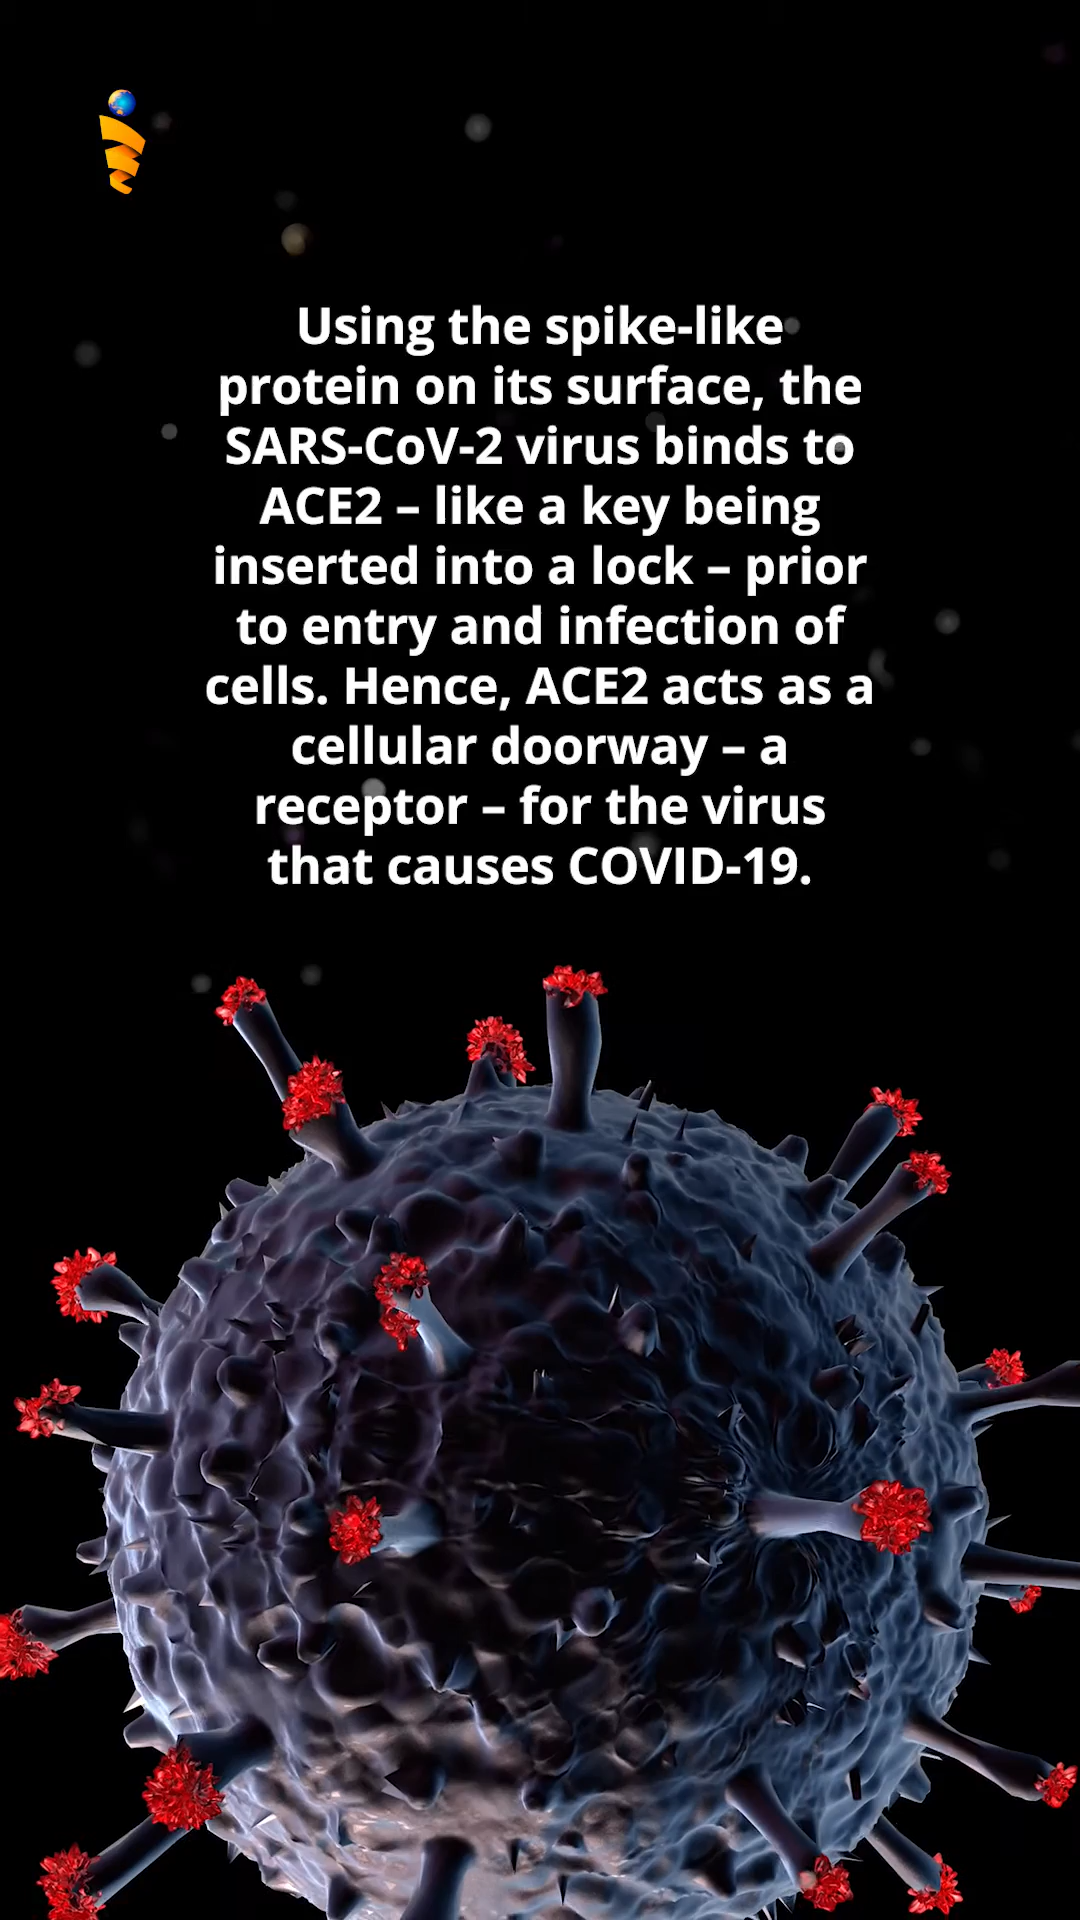 Using the spike-like
protein on its surface, the
SARS-CoV-2 virus binds to
ACE2 – like a key being
inserted into a lock – prior
to entry and infection of
cells. Hence, ACE2 acts as a
cellular doorway – a
receptor – for the virus
that causes COVID-19.